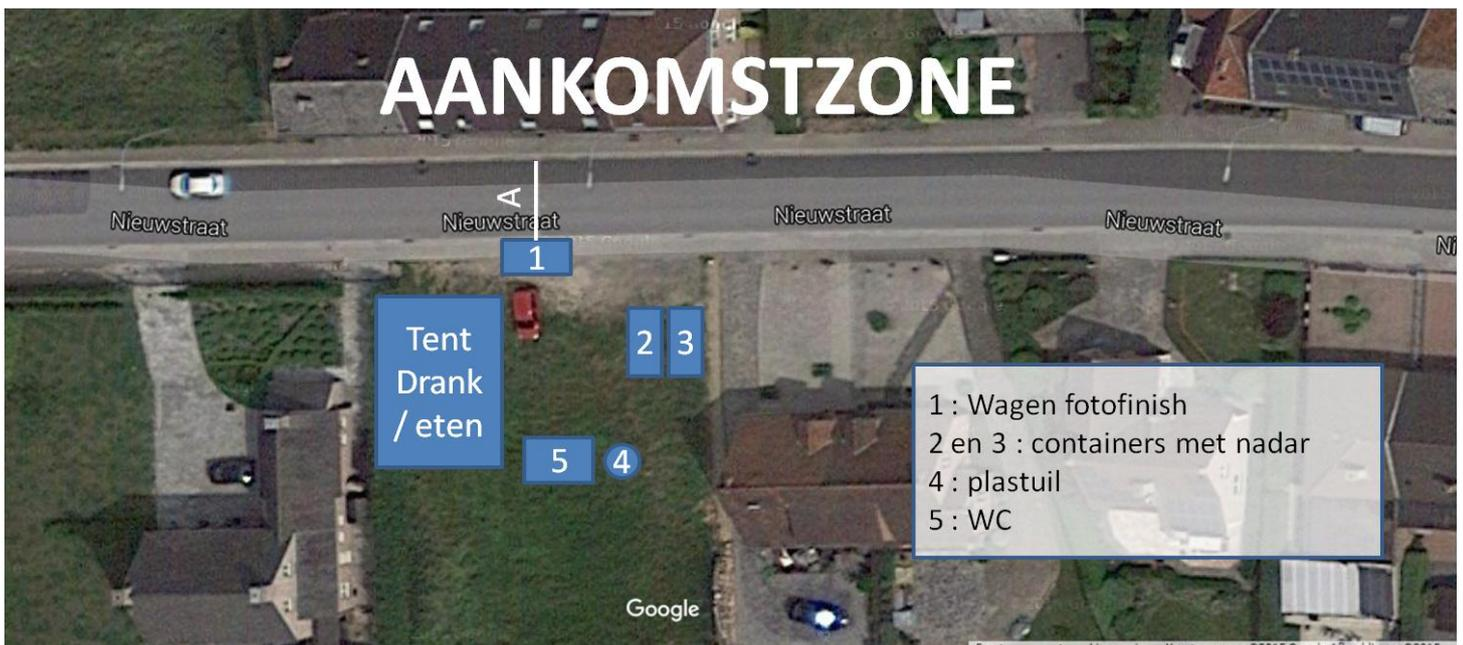 AANKOMSTZONE
A
Nieuwstraat
Nieuwstraat
Nieuwstraat
Nieuwstraat
Ni
1
Tent
Drank
/ eten
2
3
5
4
1 : Wagen fotofinish
2 en 3 : containers met nadar
4 : plastuil
5 : WC
Google